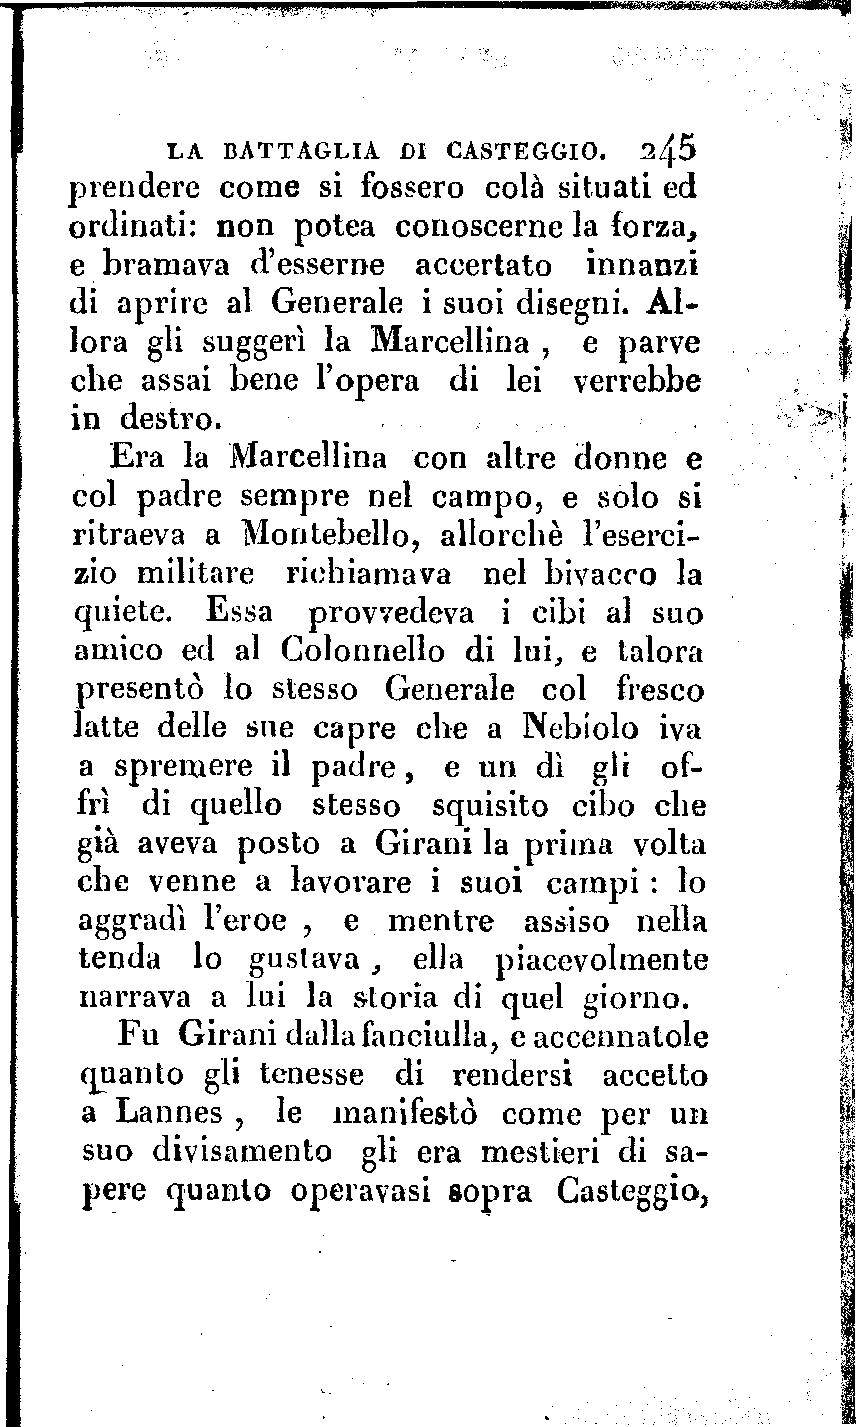 LA BATTAGLIA DI CASTEGGIO. 245
prendere come si fossero colà situati ed
ordinati: non potea conoscerne la forza,
e bramava d'esserne accertato innanzi
di aprire al Generale i suoi disegni. Al-
lora gli suggerì la Marcellina , e parve
che assai bene l'opera di lei verrebbe
in destro.
Era la Marcellina con altre donne e
col padre sempre nel campo, e solo si
ritraeva a Montebello, allorchè l'eserci-
zio militare richiamava nel bivacco la
quiete. Essa provvedeva i cibi al suo
amico ed al Colonnello di lui, e talora
presentò lo stesso Generale col fresco
latte delle sue capre che a Nebiolo iva
a spremere il padre , e un dì gli of-
frì di quello stesso squisito cibo che
già aveva posto a Girani la prima volta
che venne a lavorare i suoi campi : lo
aggradì l'eroe , e mentre assiso nella
tenda lo gustava , ella piacevolmente
narrava a lui la storia di quel giorno.
Fu Girani dalla fanciulla, e accennatole
quanto gli tenesse di rendersi accetto
a Lannes , le manifestò come per un
suo divisamento gli era mestieri di sa-
pere quanto operavasi sopra Casteggio,